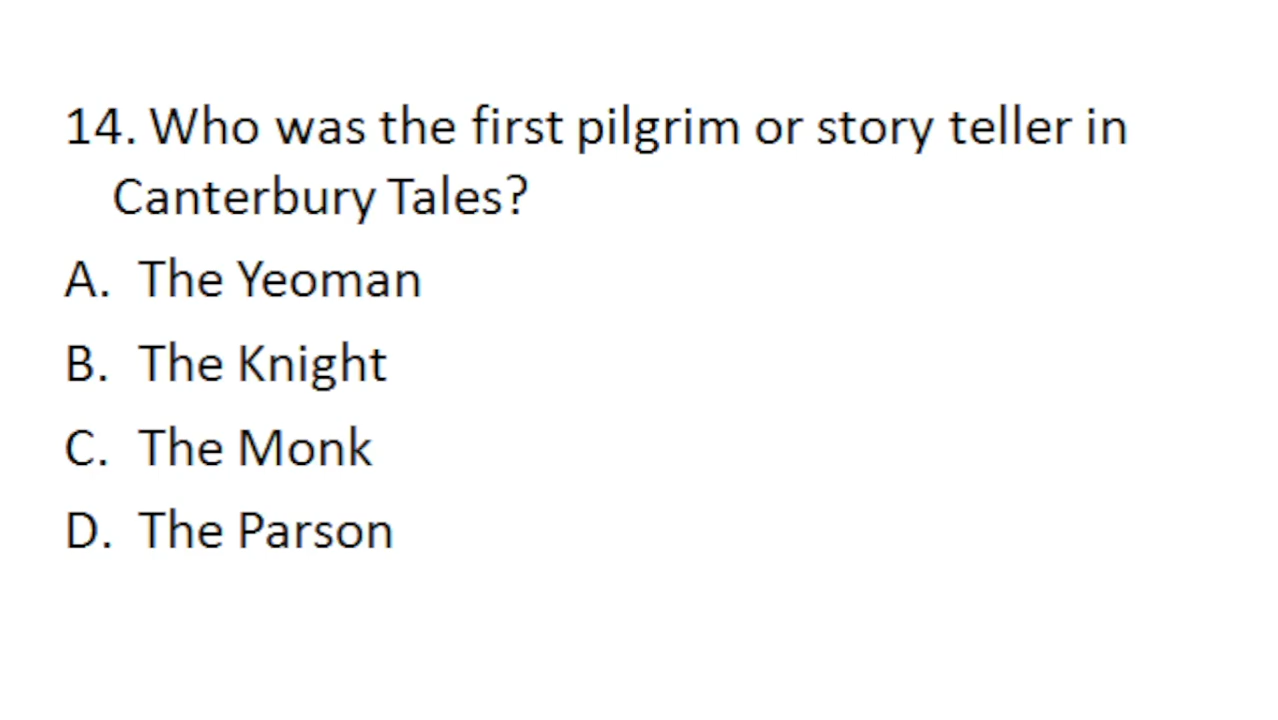 14. Who was the first pilgrim or story teller in
Canterbury Tales?
A. The Yeoman
B. The Knight
C. The Monk
D. The Parson